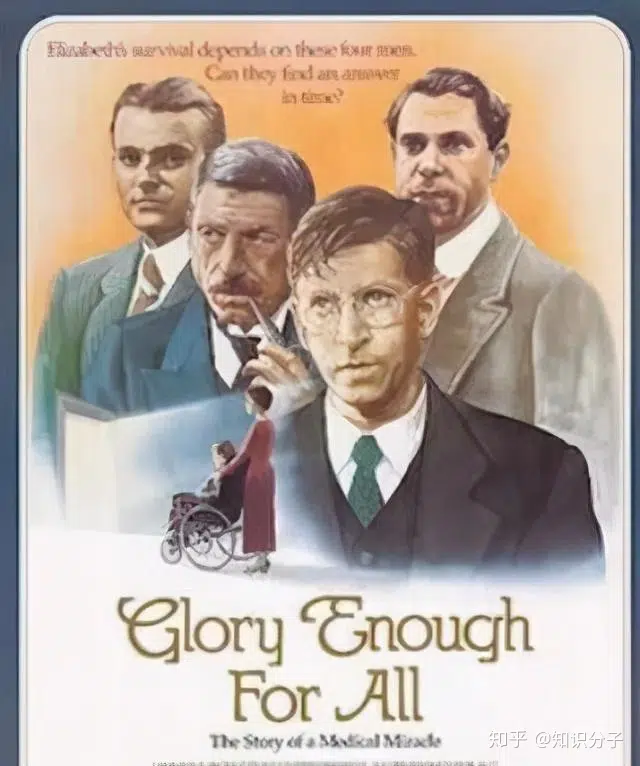 Elizabeth's survival depends on these four men.
Can they find an answer
in time?
Glory Enough
For All
The Story of a Medical Miracle
知乎 @知识分子